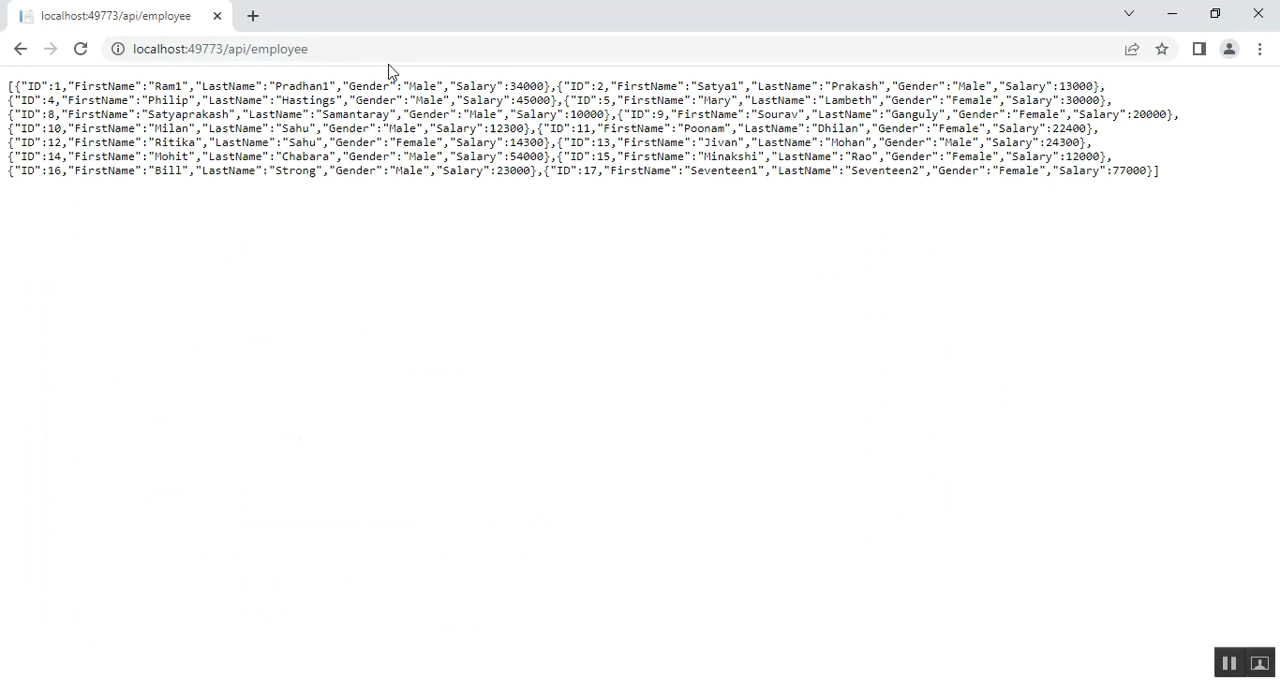 localhost:49773/api/employee
localhost:49773/api/employee
[{"ID":1,"FirstName":"Ram1","LastName":"Pradhan1","Gender":"Male","Salary":34000},{"ID":2,"FirstName":"Satya1","LastName":"Prakash","Gender":"Male","Salary":13000},
{"ID":4,"FirstName":"Philip","LastName":"Hastings","Gender":"Male","Salary":45000},{"ID":5,"FirstName":"Mary","LastName":"Lambeth","Gender":"Female","Salary":30000},
{"ID":8,"FirstName":"Satyaprakash","LastName":"Samantaray","Gender":"Male","Salary":10000},{"ID":9,"FirstName":"Sourav","LastName":"Ganguly","Gender":"Female","Salary":20000},
{"ID":10,"FirstName":"Milan","LastName":"Sahu","Gender":"Male","Salary":12300},{"ID":11,"FirstName":"Poonam","LastName":"Dhilan","Gender":"Female","Salary":22400},
{"ID":12,"FirstName":"Ritika","LastName":"Sahu","Gender":"Female","Salary":14300},{"ID":13,"FirstName":"Jivan","LastName":"Mohan","Gender":"Male","Salary":24300},
{"ID":14,"FirstName":"Mohit","LastName":"Chabara","Gender":"Male","Salary":54000},{"ID":15,"FirstName":"Minakshi","LastName":"Rao","Gender":"Female","Salary":12000},
{"ID":16,"FirstName":"Bill","LastName":"Strong","Gender":"Male","Salary":23000},{"ID":17,"FirstName":"Seventeen1","LastName":"Seventeen2","Gender":"Female","Salary":77000}]